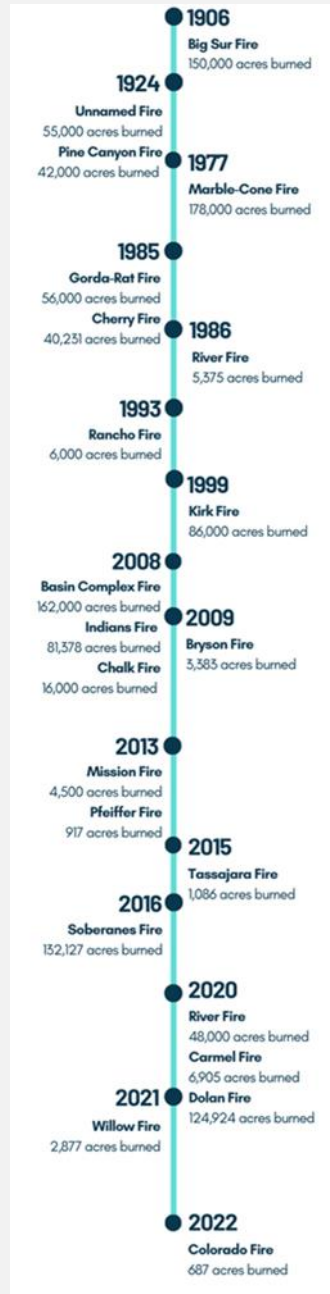 1906
Big Sur Fire
150,000 acres burned
1924
Unnamed Fire
55,000 acres burned
Pine Canyon Fire
42,000 acres burned
1977
Marble-Cone Fire
178,000 acres burned
1985
Gorda-Rat Fire
56,000 acres burned
Cherry Fire
40,231 acres burned
1986
River Fire
5,375 acres burned
1993
Rancho Fire
6,000 acres burned
1999
Kirk Fire
86,000 acres burned
2008
Basin Complex Fire
162,000 acres burned
Indians Fire
81,378 acres burned
Chalk Fire
16,000 acres burned
2009
Bryson Fire
3,383 acres burned
2013
Mission Fire
4,500 acres burned
Pfeiffer Fire
917 acres burned
2015
Tassajara Fire
1,086 acres burned
2016
Soberanes Fire
132,127 acres burned
2020
River Fire
48,000 acres burned
Carmel Fire
6,905 acres burned
Dolan Fire
124,924 acres burned
2021
Willow Fire
2,877 acres burned
2022
Colorado Fire
687 acres burned